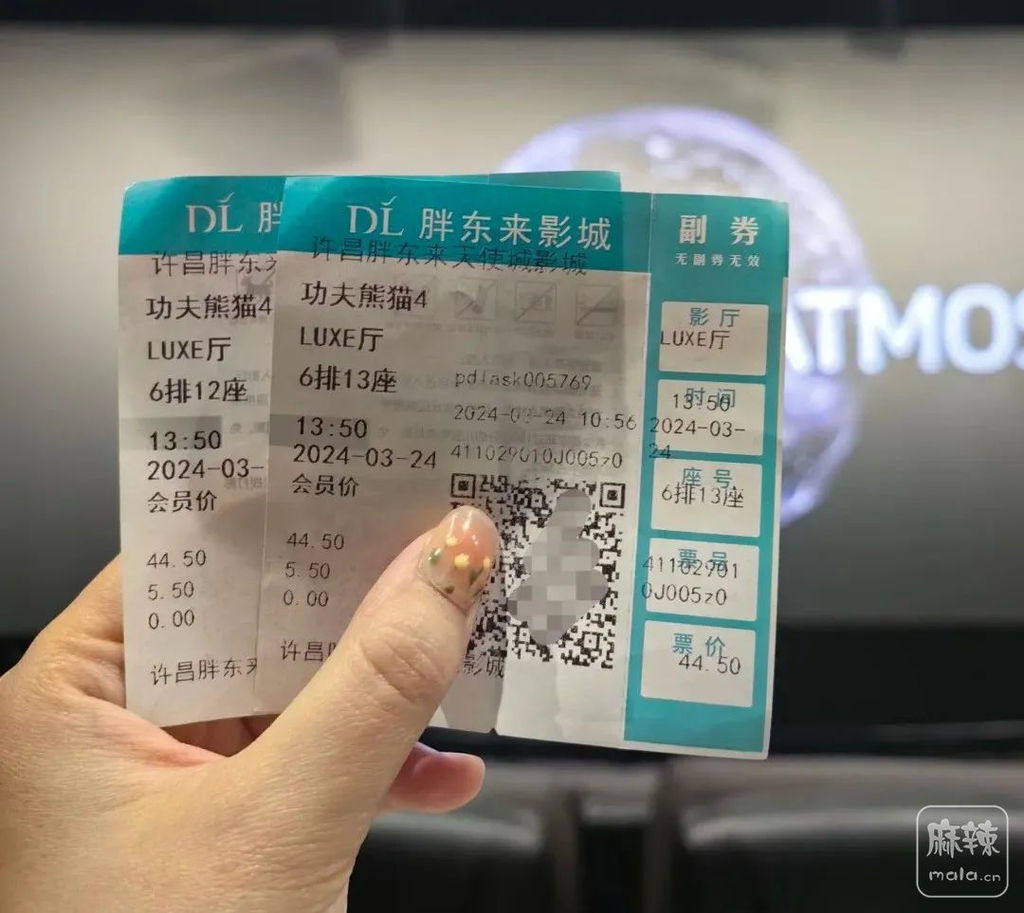 DL 胖
许昌胖东
功夫熊猫4
LUXE厅
6排12座
13:50
2024-03-
会员价
44.50
5.50
0.00
许昌胖东来
DL 胖东来影城
许昌胖东来天使城影城
功夫熊猫4
LUXE厅
6排13座
pdlask005769
13:50
2024-03-24 10:56
2024-03-24
411029010J005z0
会员价
44.50
5.50
0.00
许昌
影城
副券
无副券无效
影厅
LUXE厅
时间
13:50
2024-03-
24
座号
6排13座
票品
411029010
0J005z0
票价
44.50
ATMOS
麻辣
mala.cn